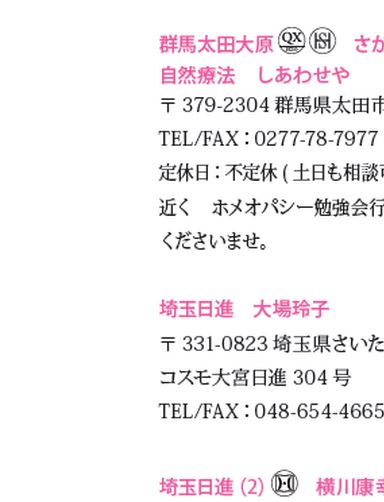 群馬太田大原 QX HS さか
自然療法　しあわせや
〒 379-2304 群馬県太田市
TEL/FAX：0277-78-7977
定休日：不定休 ( 土日も相談
近く　ホメオパシー勉強会行
くださいませ。
埼玉日進　大場玲子
〒 331-0823 埼玉県さいた
コスモ大宮日進 304 号
TEL/FAX：048-654-4665
埼玉日進 (2) 横川康幸